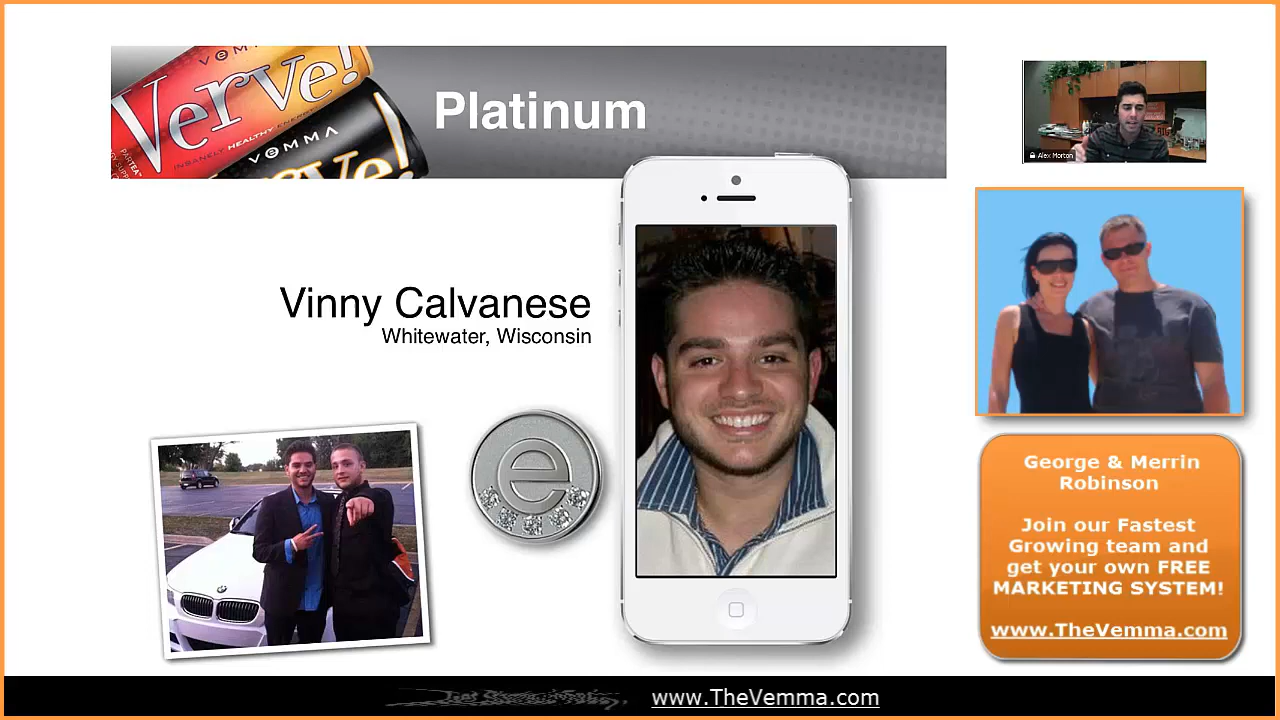 VeMMA
Verve!
INSANELY HEALTHY ENERGY
VeMMA
Verve!
Platinum
Alex Morton
Vinny Calvanese
Whitewater, Wisconsin
e
George & Merrin
Robinson
Join our Fastest
Growing team and
get your own FREE
MARKETING SYSTEM!
www.TheVemma.com
www.TheVemma.com